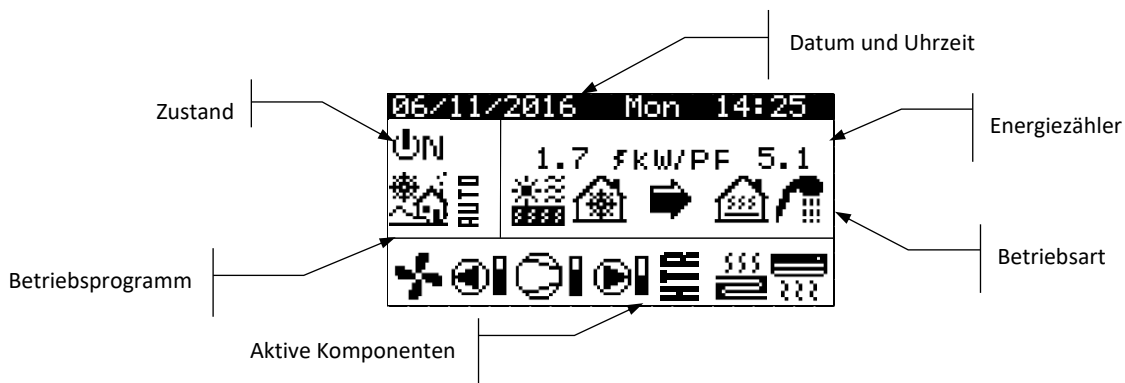 Datum und Uhrzeit
Zustand
06/11/2016 Mon 14:25
Energiezähler
ON
1.7 kW/PF 5.1
AUTO
Betriebsart
Betriebsprogramm
HTR
Aktive Komponenten